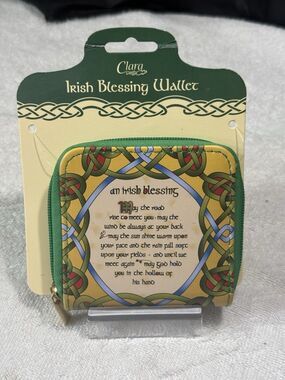 Clara
Irish Blessing Wallet
an irish blessing
May the road
rise to meet you · may the
wind be always at your back
may the sun shine warm upon
your face and the rain fall soft
upon your fields · and until we
meet again may God hold
you in the hollow of
his hand